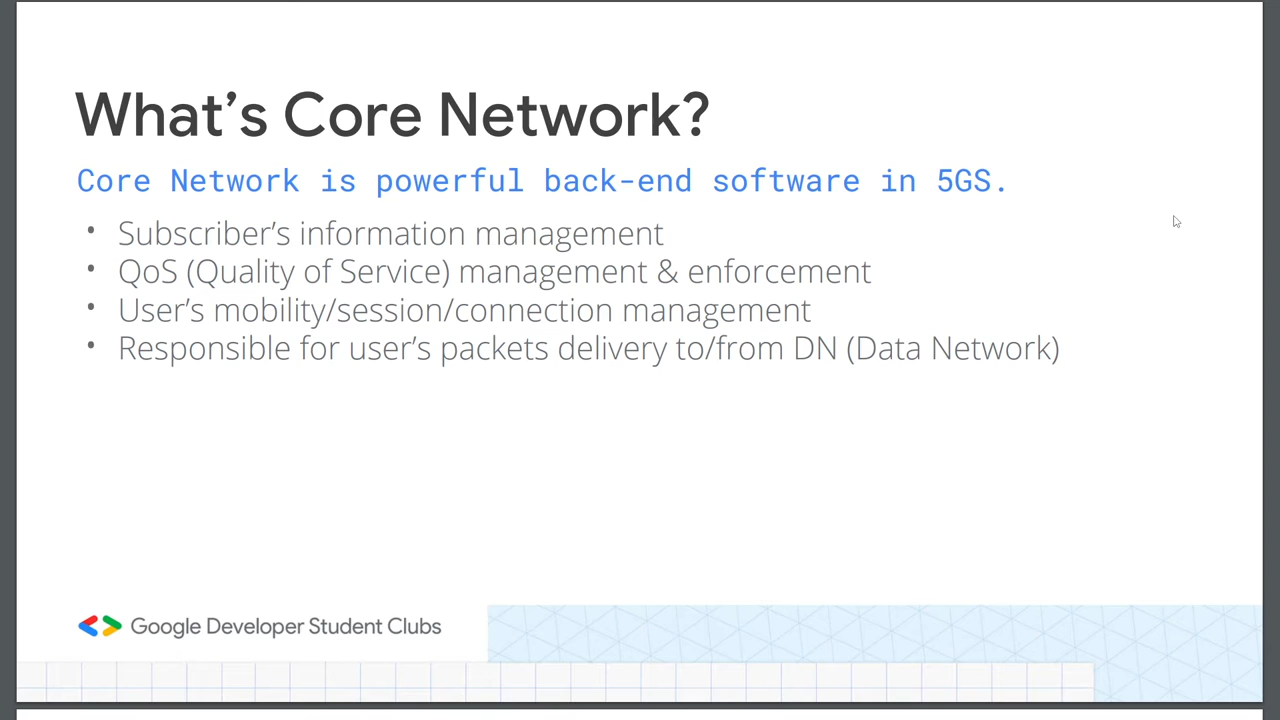 What’s Core Network?
Core Network is powerful back-end software in 5GS.
• Subscriber’s information management
• QoS (Quality of Service) management & enforcement
• User’s mobility/session/connection management
• Responsible for user’s packets delivery to/from DN (Data Network)
Google Developer Student Clubs